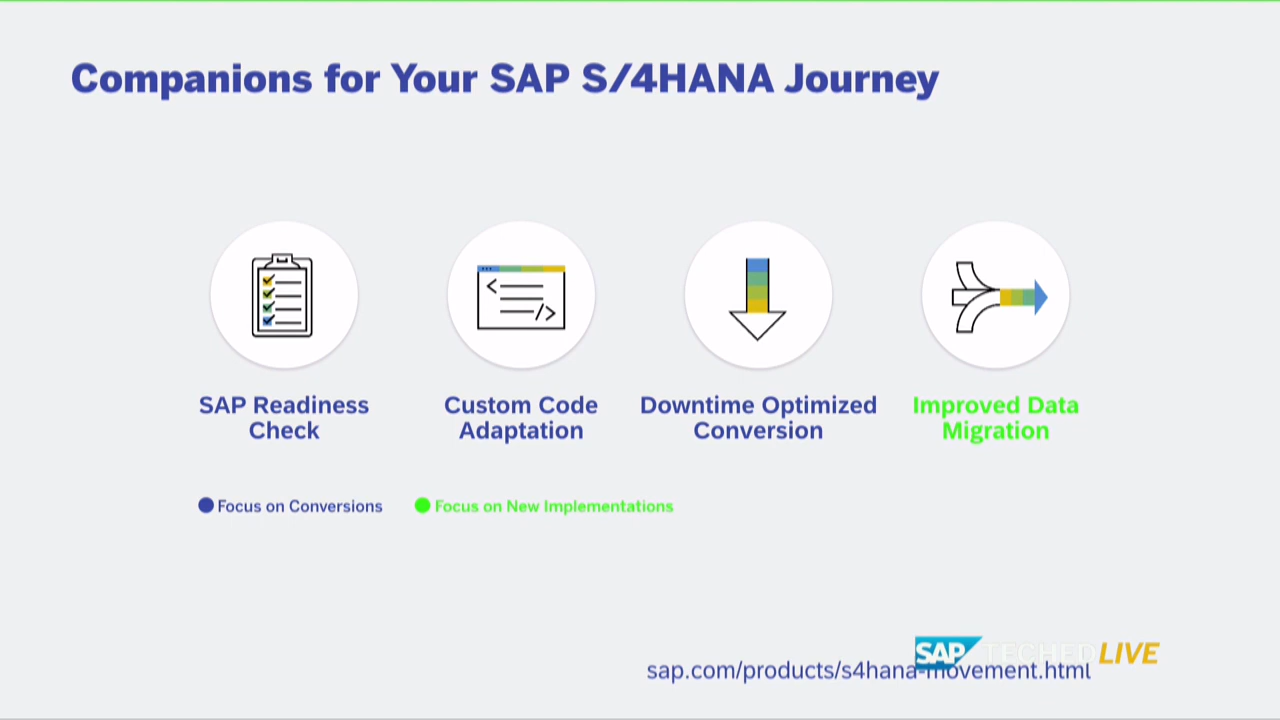 Companions for Your SAP S/4HANA Journey
SAP Readiness
Check
Custom Code
Adaptation
Downtime Optimized
Conversion
Improved Data
Migration
Focus on Conversions
Focus on New Implementations
SAP TECHED LIVE
sap.com/products/s4hana-movement.html